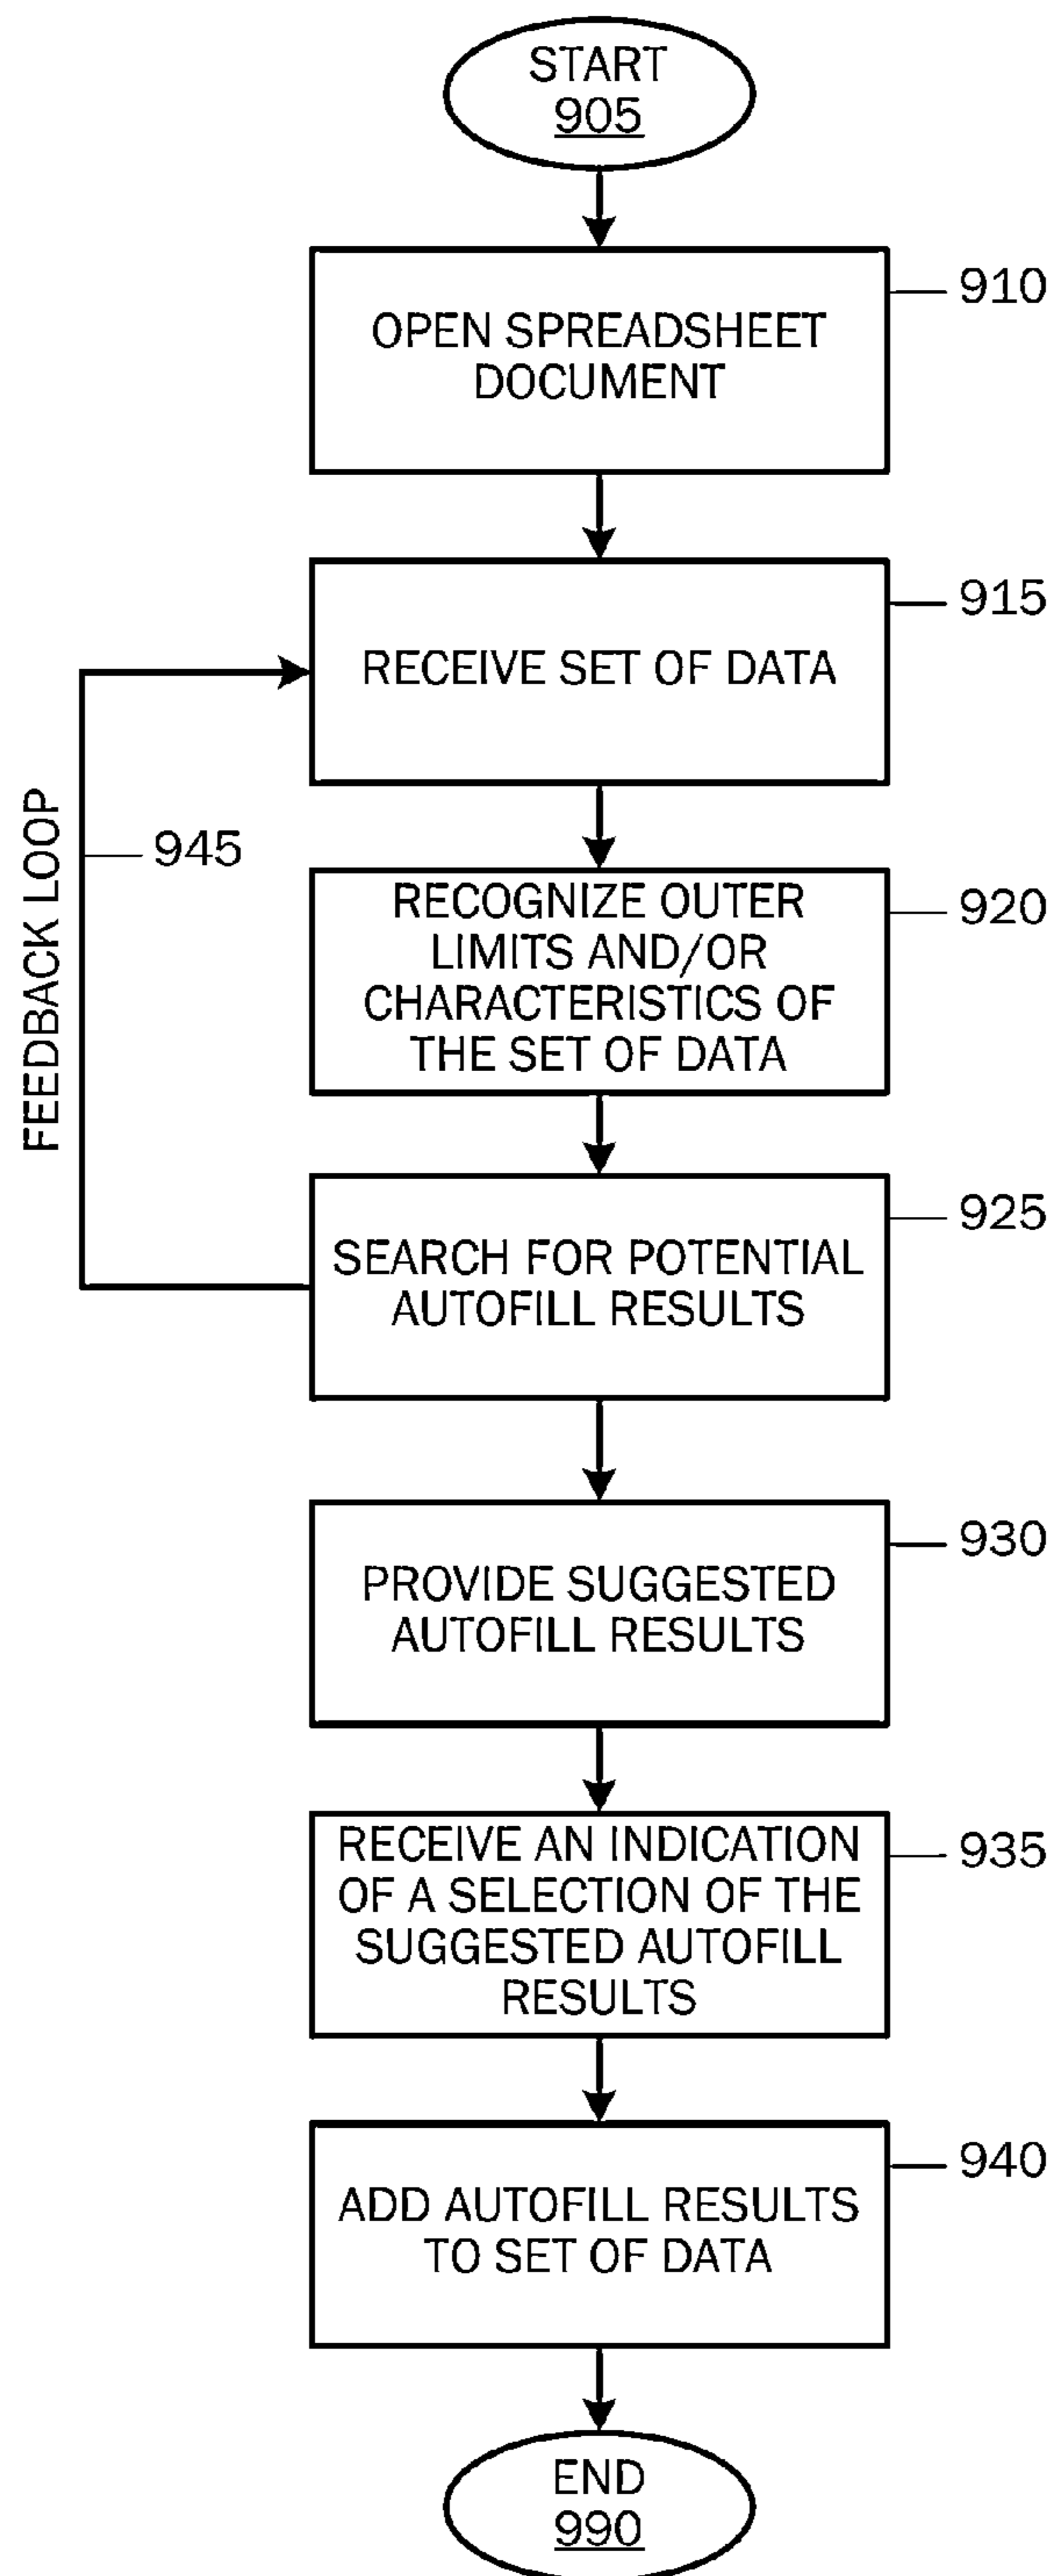 START
905
OPEN SPREADSHEET
DOCUMENT
910
RECEIVE SET OF DATA
915
FEEDBACK LOOP
945
RECOGNIZE OUTER
LIMITS AND/OR
CHARACTERISTICS OF
THE SET OF DATA
920
SEARCH FOR POTENTIAL
AUTOFILL RESULTS
925
PROVIDE SUGGESTED
AUTOFILL RESULTS
930
RECEIVE AN INDICATION
OF A SELECTION OF THE
SUGGESTED AUTOFILL
RESULTS
935
ADD AUTOFILL RESULTS
TO SET OF DATA
940
END
990